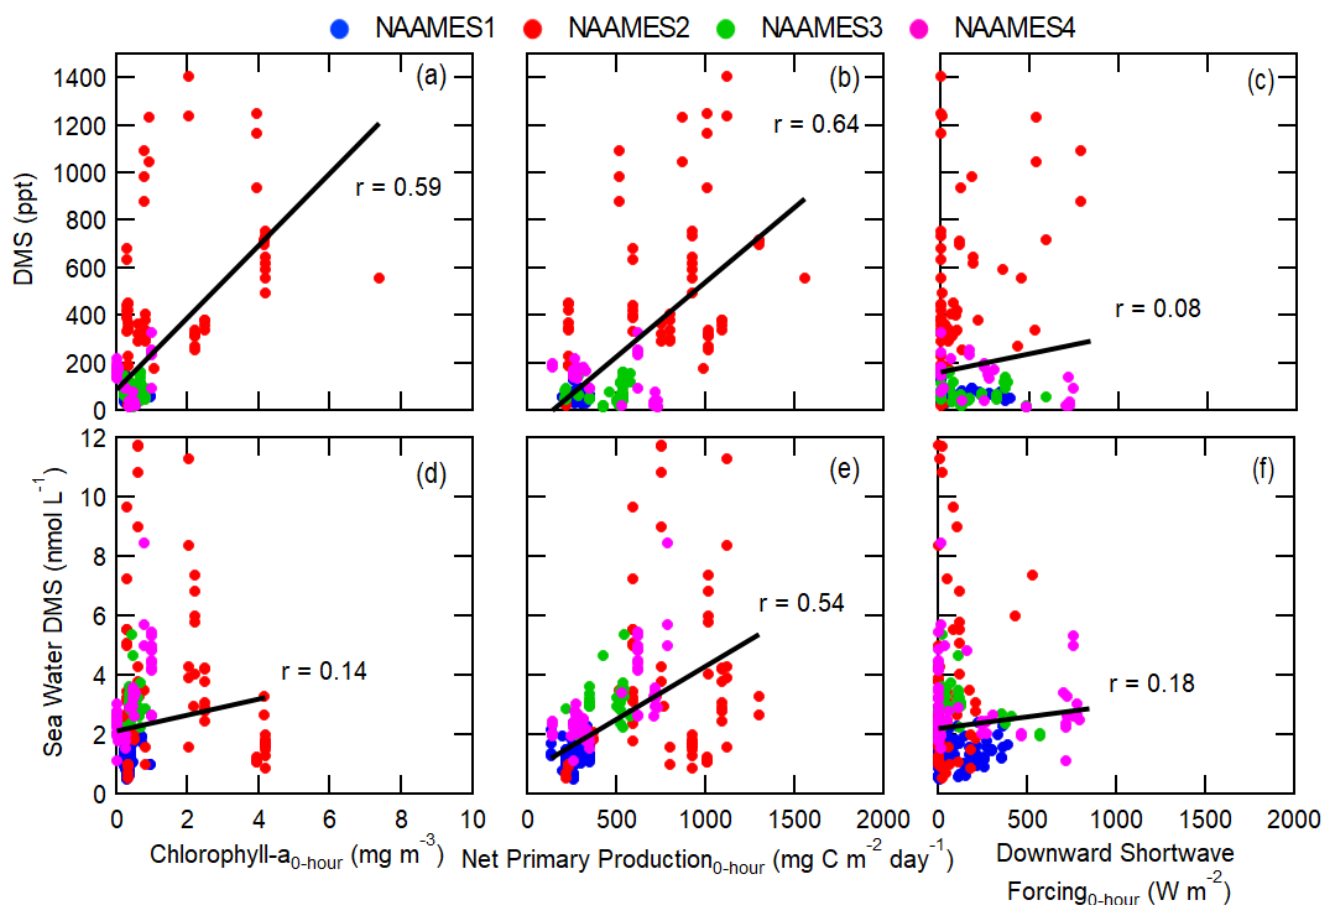 NAAMES1 NAAMES2 NAAMES3 NAAMES4
DMS (ppt)
1400
1200
1000
800
600
400
200
0
(a)
r = 0.59
(b)
r = 0.64
(c)
r = 0.08
Sea Water DMS (nmol L⁻¹)
12
10
8
6
4
2
0
(d)
r = 0.14
(e)
r = 0.54
(f)
r = 0.18
0 2 4 6 8 10
0 500 1000 1500 2000
0 500 1000 1500 2000
Chlorophyll-a0-hour (mg m⁻³)
Net Primary Production0-hour (mg C m⁻² day⁻¹)
Downward Shortwave
Forcing0-hour (W m⁻²)